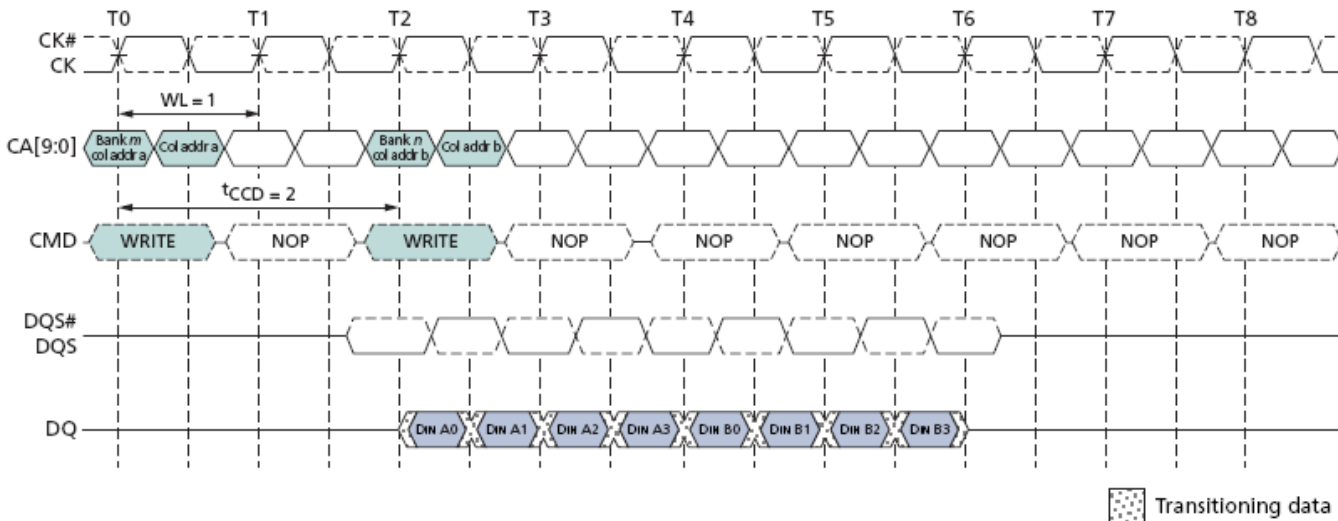 T0 T1 T2 T3 T4 T5 T6 T7 T8
CK#
CK
WL = 1
CA[9:0]
Bank m
col addr a
Col addr a
Bank n
col addr b
Col addr b
tCCD = 2
CMD WRITE NOP WRITE NOP NOP NOP NOP NOP NOP
DQS#
DQS
DQ DIN A0 DIN A1 DIN A2 DIN A3 DIN B0 DIN B1 DIN B2 DIN B3
Transitioning data